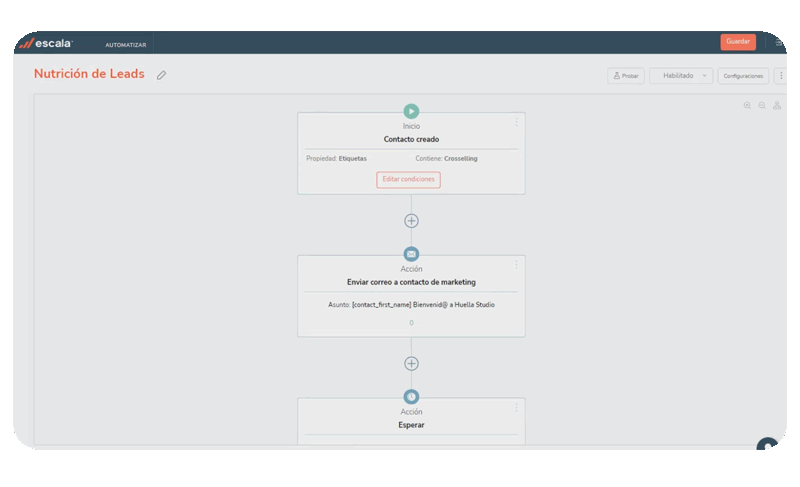 escala AUTOMATIZAR Guardar
Nutrición de Leads Probar Habilitado Configuraciones
Inicio
Contacto creado
Propiedad: Etiquetas Contiene: Crosselling
Editar condiciones
Acción
Enviar correo a contacto de marketing
Asunto: [contact_first_name] Bienvenid@ a Huella Studio
0
Acción
Esperar